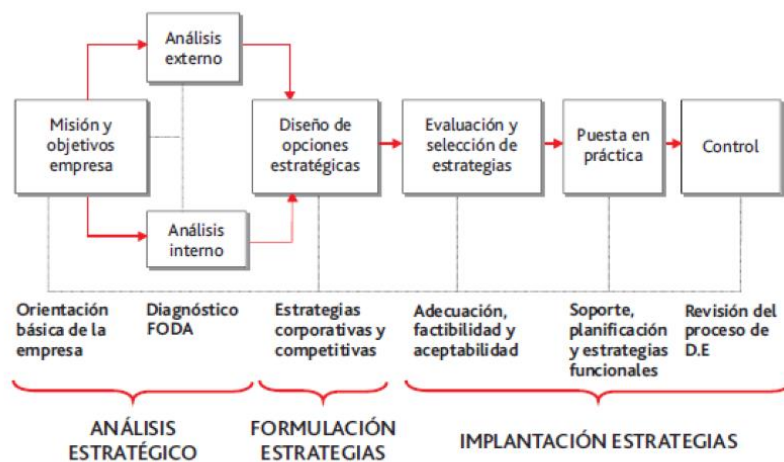 Análisis
externo
Misión y
objetivos
empresa
Análisis
interno
Diseño de
opciones
estratégicas
Evaluación y
selección de
estrategias
Puesta en
práctica
Control
Orientación
básica de la
empresa
Diagnóstico
FODA
Estrategias
corporativas y
competitivas
Adecuación,
factibilidad y
aceptabilidad
Soporte,
planificación
y estrategias
funcionales
Revisión del
proceso de
D.E
ANÁLISIS
ESTRATÉGICO
FORMULACIÓN
ESTRATEGIAS
IMPLANTACIÓN ESTRATEGIAS